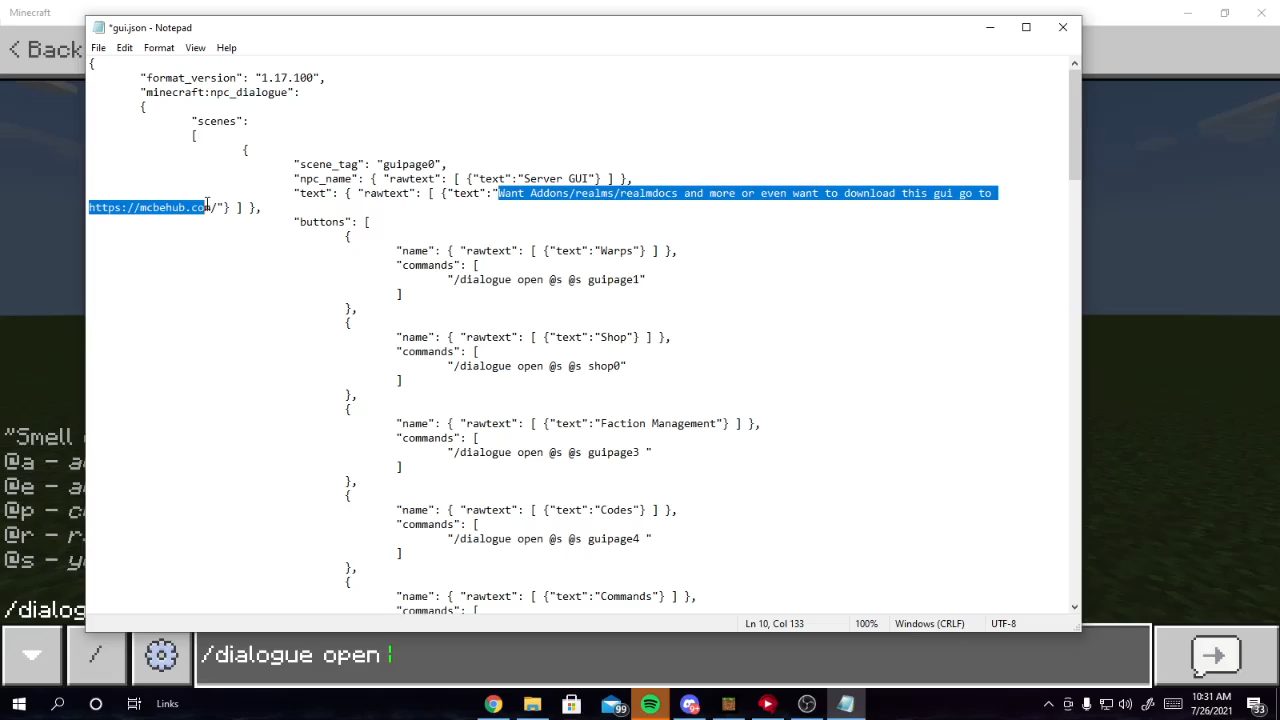 Minecraft
< Back
*gui.json - Notepad
File Edit Format View Help
{
"format_version": "1.17.100",
"minecraft:npc_dialogue":
{
"scenes":
[
{
"scene_tag": "guipage0",
"npc_name": { "rawtext": [ {"text":"Server GUI"} ] },
"text": { "rawtext": [ {"text":"Want Addons/realms/realmdocs and more or even want to download this gui go to
https://mcbehub.com/"} ] },
"buttons": [
{
"name": { "rawtext": [ {"text":"Warps"} ] },
"commands": [
"/dialogue open @s @s guipage1"
]
},
{
"name": { "rawtext": [ {"text":"Shop"} ] },
"commands": [
"/dialogue open @s @s shop0"
]
},
{
"name": { "rawtext": [ {"text":"Faction Management"} ] },
"commands": [
"/dialogue open @s @s guipage3 "
]
},
{
"name": { "rawtext": [ {"text":"Codes"} ] },
"commands": [
"/dialogue open @s @s guipage4 "
]
},
{
"name": { "rawtext": [ {"text":"Commands"} ] },
"commands": [
Ln 10, Col 133 100% Windows (CRLF) UTF-8
"Smell
@a - a
@e - a
@p - c
@r - r
@s - y
/dialog
/ /dialogue open
Links 99 9+ 10:31 AM
7/26/2021 33